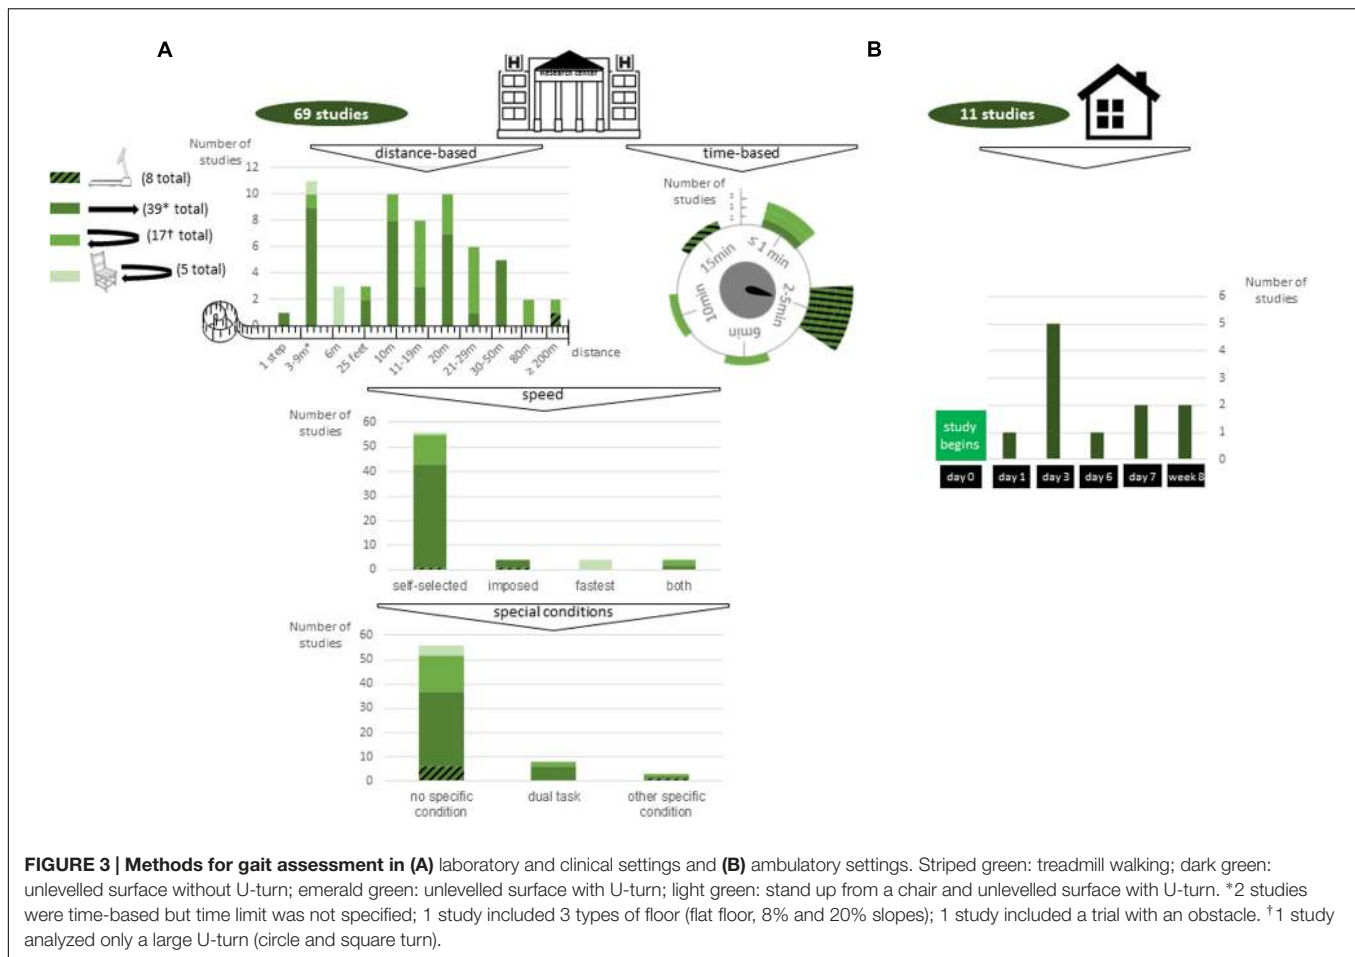 A
B
Research center
69 studies
11 studies
Number of
studies
distance-based
time-based
(8 total)
(39* total)
(17† total)
(5 total)
12
10
8
6
4
2
0
1 step
3-9m*
6m
25 feet
10m
11-19m
20m
21-29m
30-50m
80m
≥ 200m
distance
Number of
studies
3
2
1
≤ 1 min
2-5min
6min
10min
15min
speed
Number of
studies
60
50
40
30
20
10
0
self-selected
imposed
fastest
both
special conditions
Number of
studies
60
50
40
30
20
10
0
no specific
condition
dual task
other specific
condition
Number of
studies
6
5
4
3
2
1
0
study
begins
day 0
day 1
day 3
day 6
day 7
week 8
FIGURE 3 | Methods for gait assessment in (A) laboratory and clinical settings and (B) ambulatory settings. Striped green: treadmill walking; dark green:
unlevelled surface without U-turn; emerald green: unlevelled surface with U-turn; light green: stand up from a chair and unlevelled surface with U-turn. *2 studies
were time-based but time limit was not specified; 1 study included 3 types of floor (flat floor, 8% and 20% slopes); 1 study included a trial with an obstacle. †1 study
analyzed only a large U-turn (circle and square turn).